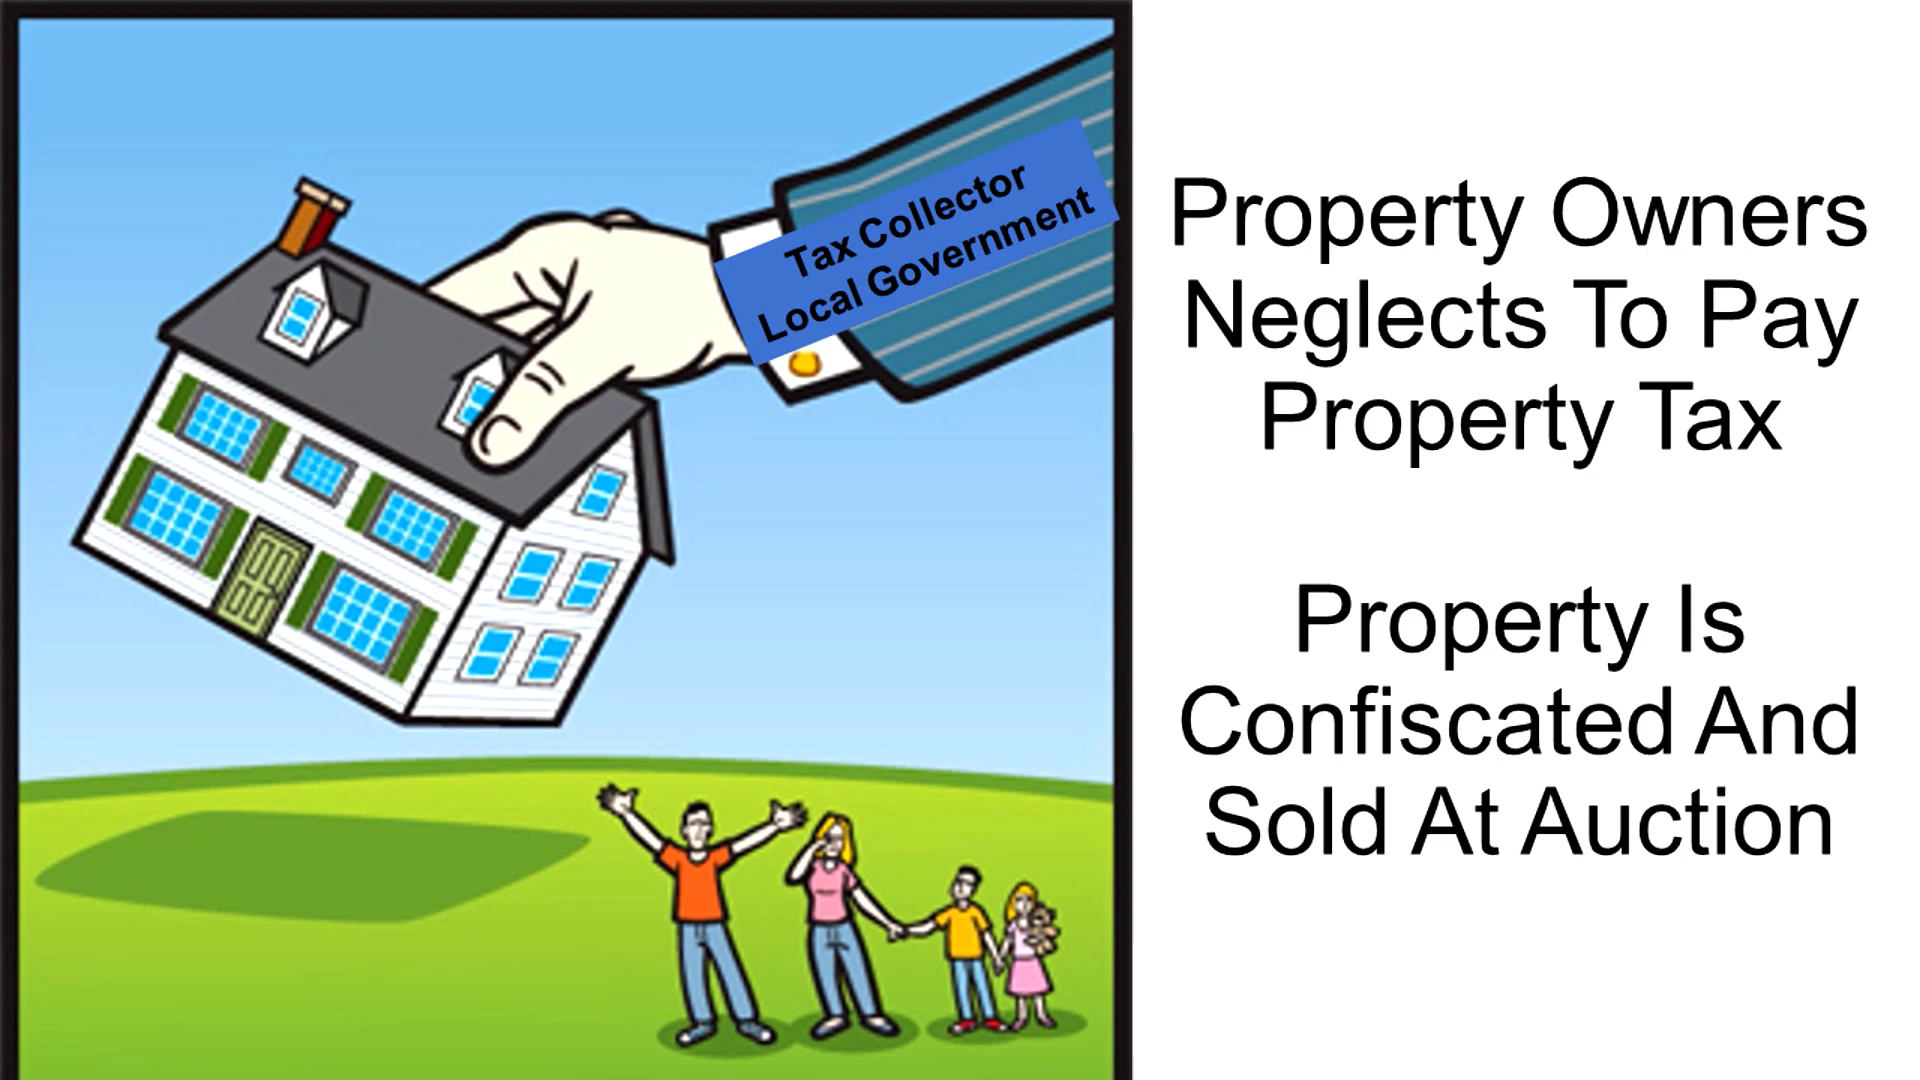 Tax Collector
Local Government
Property Owners
Neglects To Pay
Property Tax
Property Is
Confiscated And
Sold At Auction